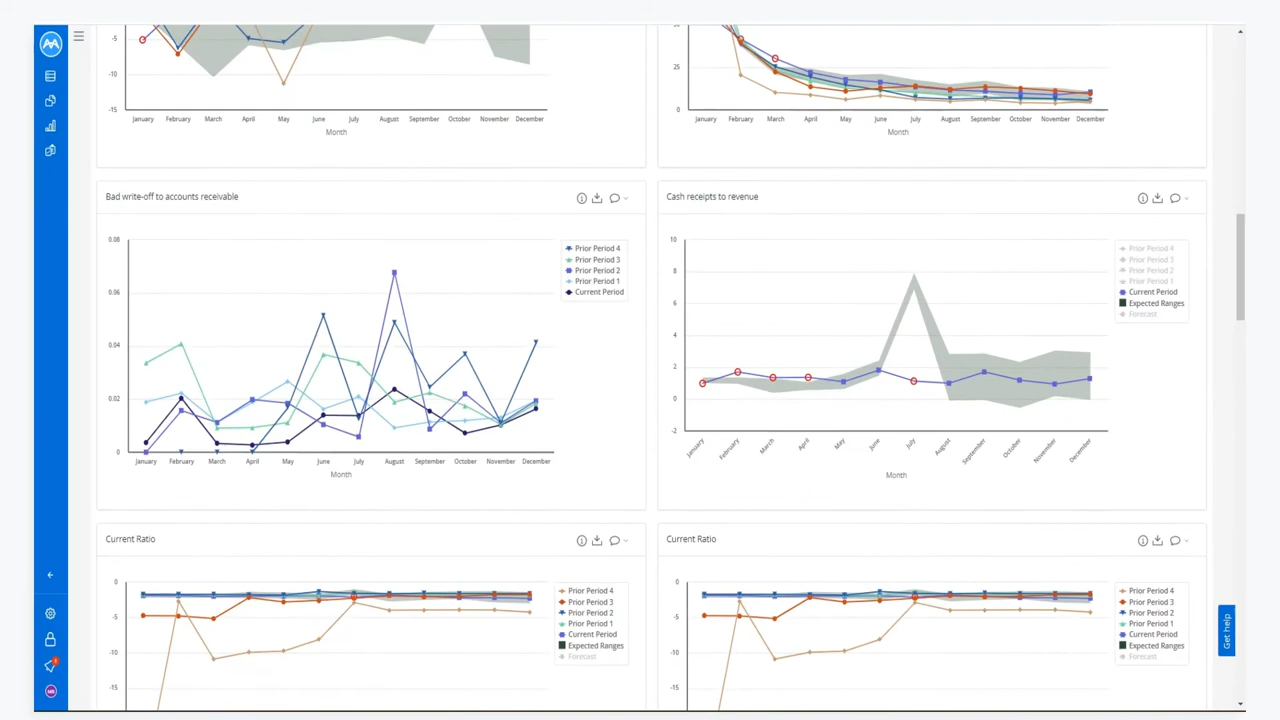 -5
-10
-15
January February March April May June July August September October November December
Month
25
0
January February March April May June July August September October November December
Month
Bad write-off to accounts receivable
0.08
0.06
0.04
0.02
0
January February March April May June July August September October November December
Month
Prior Period 4
Prior Period 3
Prior Period 2
Prior Period 1
Current Period
Cash receipts to revenue
10
8
6
4
2
0
-2
January February March April May June July August September October November December
Month
Prior Period 4
Prior Period 3
Prior Period 2
Prior Period 1
Current Period
Expected Ranges
Forecast
Current Ratio
0
-5
-10
-15
Prior Period 4
Prior Period 3
Prior Period 2
Prior Period 1
Current Period
Expected Ranges
Forecast
Current Ratio
0
-5
-10
-15
Prior Period 4
Prior Period 3
Prior Period 2
Prior Period 1
Current Period
Expected Ranges
Forecast
Get help